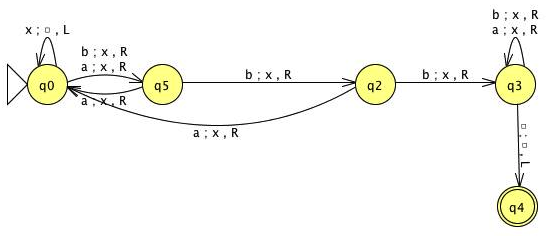 x ; □ , L
b ; x , R
a ; x , R
b ; x , R
a ; x , R
b ; x , R
b ; x , R
q0
q5
q2
q3
a ; x , R
a ; x , R
□ ; □ , L
q4